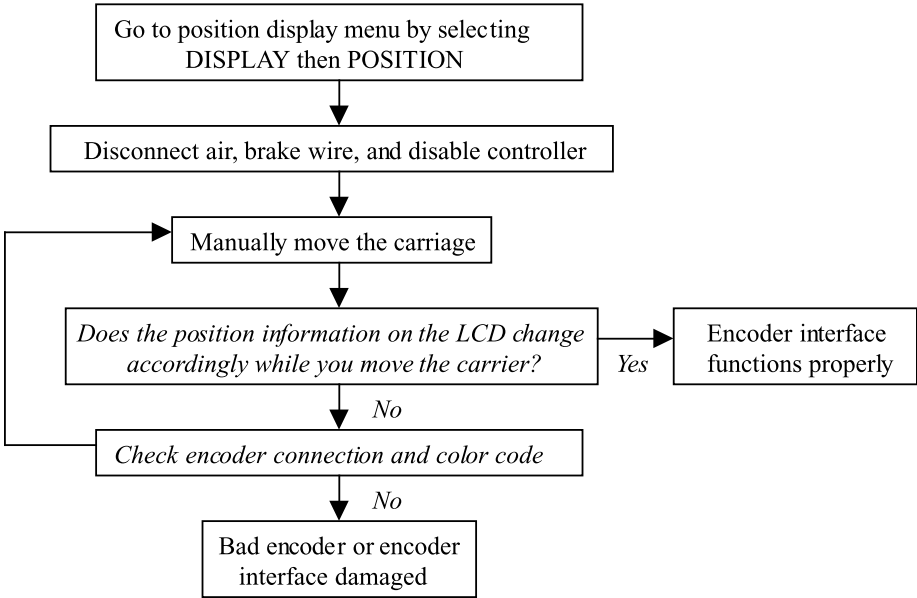 Go to position display menu by selecting
DISPLAY then POSITION
Disconnect air, brake wire, and disable controller
Manually move the carriage
Does the position information on the LCD change
accordingly while you move the carrier?
Yes
Encoder interface
functions properly
No
Check encoder connection and color code
No
Bad encoder or encoder
interface damaged